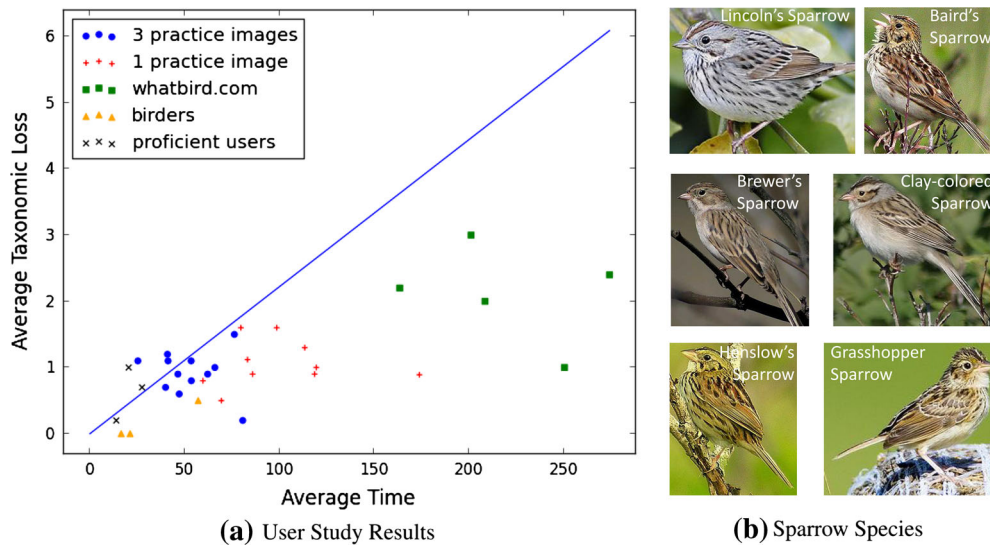 6
5
4
3
2
1
0
Average Taxonomic Loss
3 practice images
1 practice image
whatbird.com
birders
proficient users
0 50 100 150 200 250
Average Time
(a) User Study Results
Lincoln's Sparrow
Baird's
Sparrow
Brewer's
Sparrow
Clay-colored
Sparrow
Henslow's
Sparrow
Grasshopper
Sparrow
(b) Sparrow Species